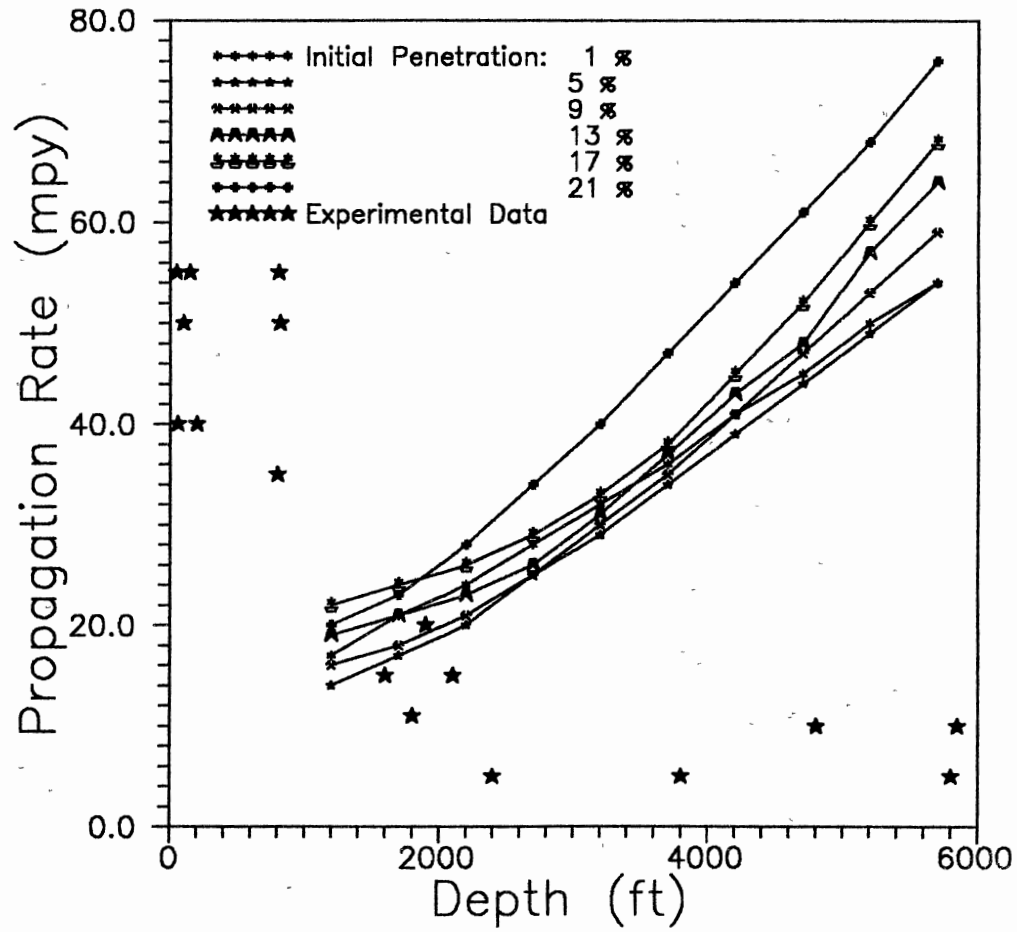 80.0
60.0
40.0
20.0
0.0
Propagation Rate (mpy)
Initial Penetration: 1 %
5 %
9 %
13 %
17 %
21 %
Experimental Data
0 2000 4000 6000
Depth (ft)